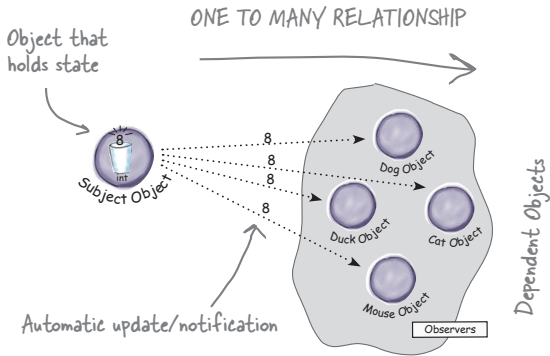 ONE TO MANY RELATIONSHIP
Object that
holds state
8
int
Subject Object
8
8
8
8
Dog Object
Duck Object
Cat Object
Mouse Object
Observers
Dependent Objects
Automatic update/notification